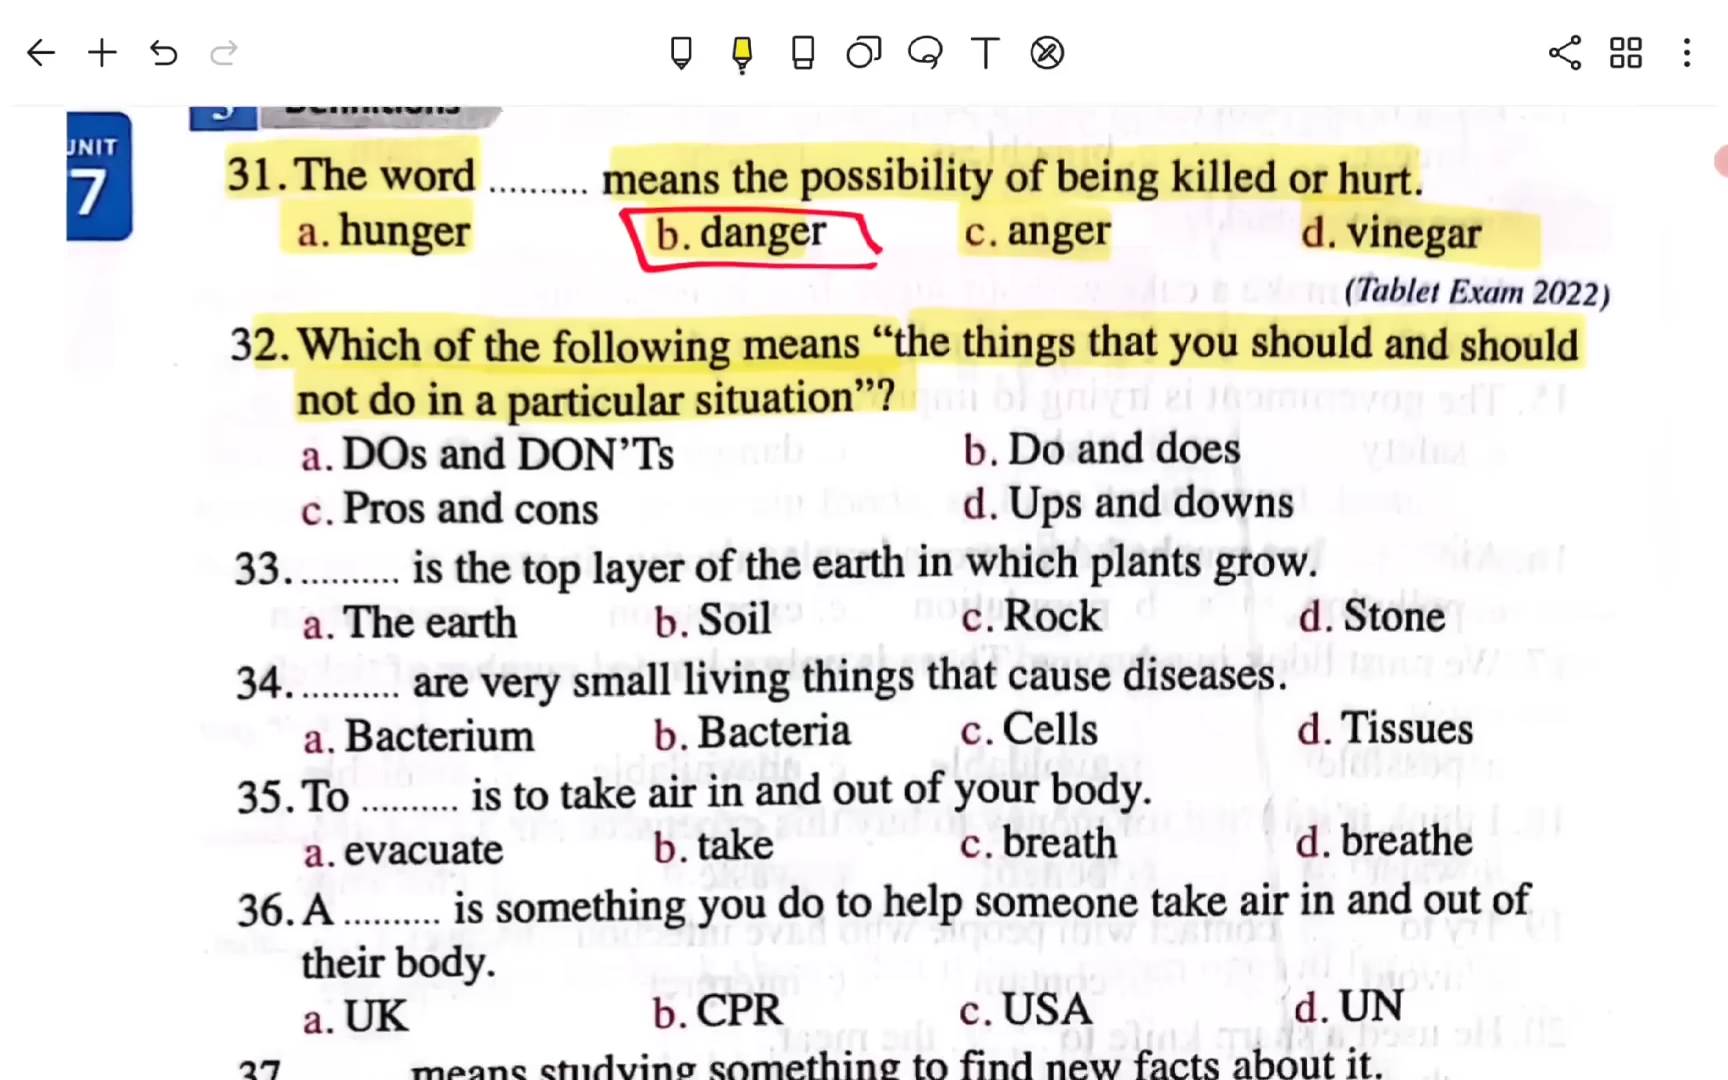 Definitions
UNIT
7
31. The word .......... means the possibility of being killed or hurt.
a. hunger b. danger c. anger d. vinegar
(Tablet Exam 2022)
32. Which of the following means “the things that you should and should
not do in a particular situation”?
a. DOs and DON’Ts b. Do and does
c. Pros and cons d. Ups and downs
33. .......... is the top layer of the earth in which plants grow.
a. The earth b. Soil c. Rock d. Stone
34. .......... are very small living things that cause diseases.
a. Bacterium b. Bacteria c. Cells d. Tissues
35. To .......... is to take air in and out of your body.
a. evacuate b. take c. breath d. breathe
36. A .......... is something you do to help someone take air in and out of
their body.
a. UK b. CPR c. USA d. UN
37 means studying something to find new facts about it.